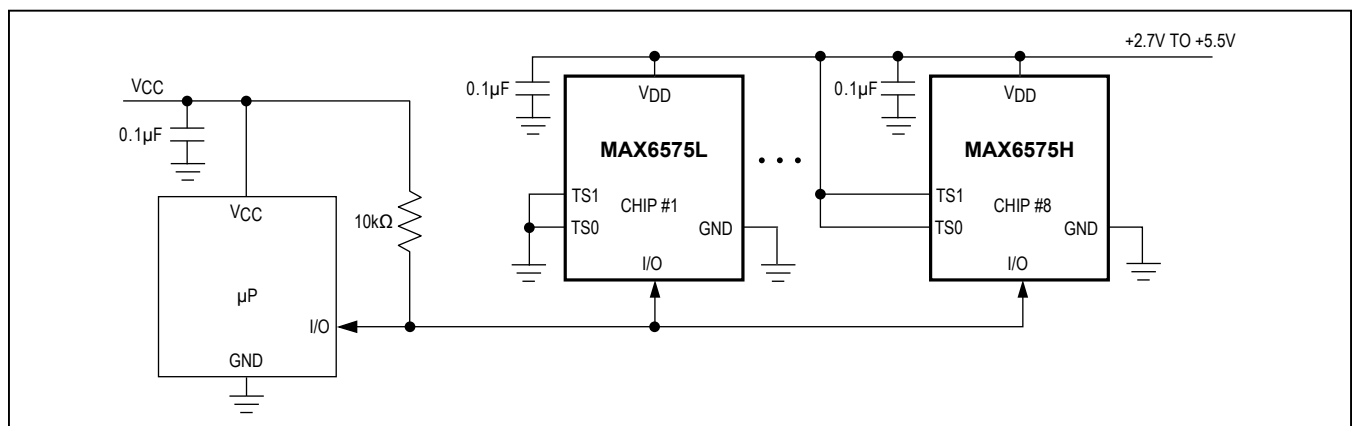 +2.7V TO +5.5V
VCC
0.1µF
10kΩ
VCC
µP
I/O
GND
0.1µF
VDD
MAX6575L
TS1
CHIP #1
TS0
GND
I/O
• • •
0.1µF
VDD
MAX6575H
TS1
CHIP #8
TS0
GND
I/O